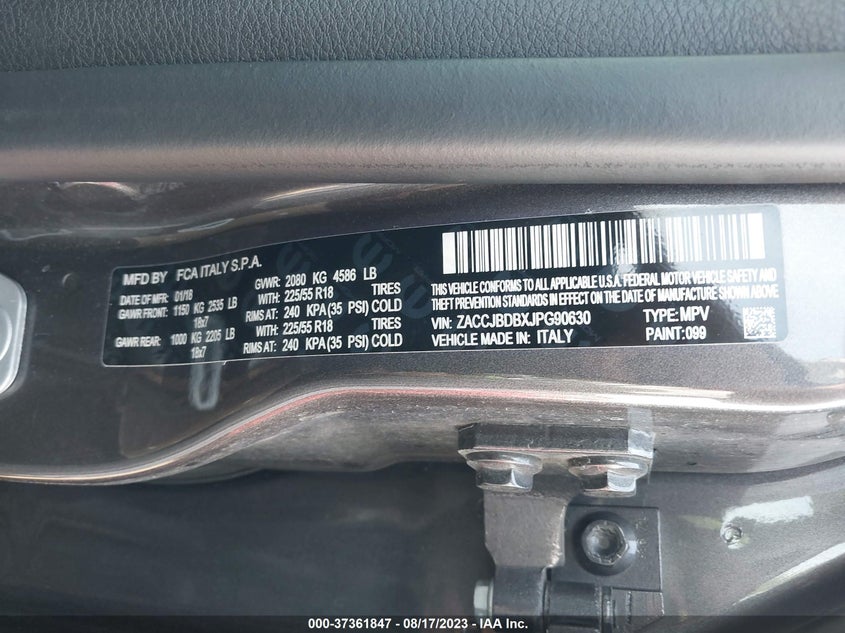 MFD BY FCA ITALY S.P.A.
DATE OF MFR: 01/18 GVWR: 2080 KG 4586 LB
GAWR FRONT: 1150 KG 2535 LB WITH: 225/55 R18 TIRES
18x7 RIMS AT: 240 KPA (35 PSI) COLD
GAWR REAR: 1000 KG 2205 LB WITH: 225/55 R18 TIRES
18x7 RIMS AT: 240 KPA (35 PSI) COLD
THIS VEHICLE CONFORMS TO ALL APPLICABLE U.S.A. FEDERAL MOTOR VEHICLE SAFETY AND
THEFT PREVENTION STANDARDS IN EFFECT ON THE DATE OF MANUFACTURE SHOWN ABOVE
VIN: ZACCJBDBXJPG90630 TYPE: MPV
VEHICLE MADE IN: ITALY PAINT: 099
000-37361847 - 08/17/2023 - IAA Inc.